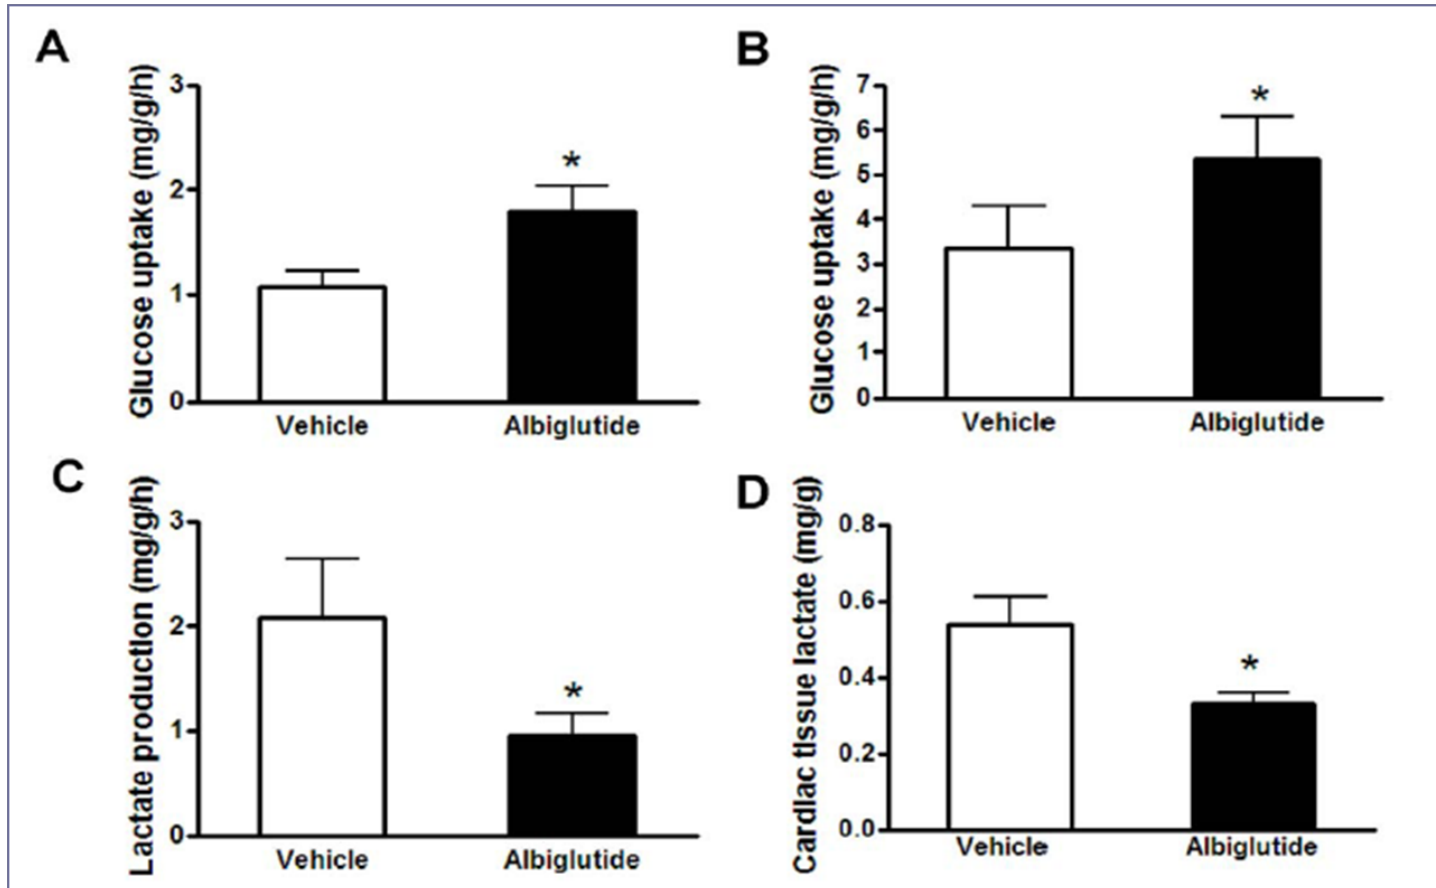 A
Glucose uptake (mg/g/h)
3
2
1
0
*
Vehicle
Albiglutide
B
Glucose uptake (mg/g/h)
7
6
5
4
3
2
1
0
*
Vehicle
Albiglutide
C
Lactate production (mg/g/h)
3
2
1
0
*
Vehicle
Albiglutide
D
Cardiac tissue lactate (mg/g)
0.8
0.6
0.4
0.2
0.0
*
Vehicle
Albiglutide